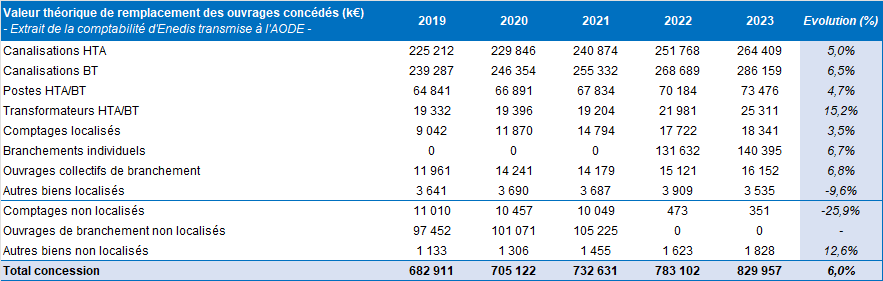 Valeur théorique de remplacement des ouvrages concédés (k€)
- Extrait de la comptabilité d'Enedis transmise à l'AODE -
2019 2020 2021 2022 2023 Evolution (%)
Canalisations HTA 225 212 229 846 240 874 251 768 264 409 5,0%
Canalisations BT 239 287 246 354 255 332 268 689 286 159 6,5%
Postes HTA/BT 64 841 66 891 67 834 70 184 73 476 4,7%
Transformateurs HTA/BT 19 332 19 396 19 204 21 981 25 311 15,2%
Comptages localisés 9 042 11 870 14 794 17 722 18 341 3,5%
Branchements individuels 0 0 0 131 632 140 395 6,7%
Ouvrages collectifs de branchement 11 961 14 241 14 179 15 121 16 152 6,8%
Autres biens localisés 3 641 3 690 3 687 3 909 3 535 -9,6%
Comptages non localisés 11 010 10 457 10 049 473 351 -25,9%
Ouvrages de branchement non localisés 97 452 101 071 105 225 0 0 -
Autres biens non localisés 1 133 1 306 1 455 1 623 1 828 12,6%
Total concession 682 911 705 122 732 631 783 102 829 957 6,0%